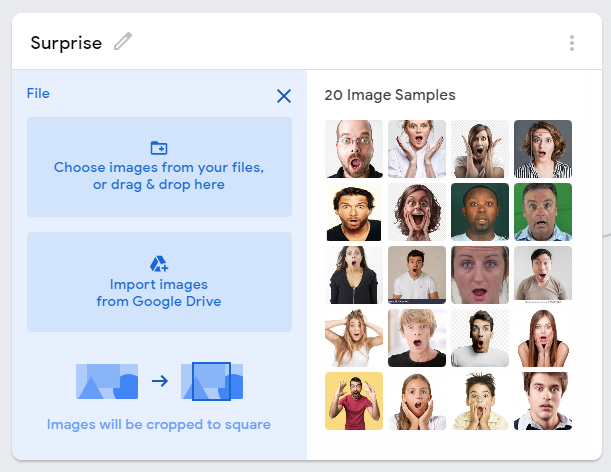 Surprise
File
20 Image Samples
Choose images from your files,
or drag & drop here
Import images
from Google Drive
Images will be cropped to square